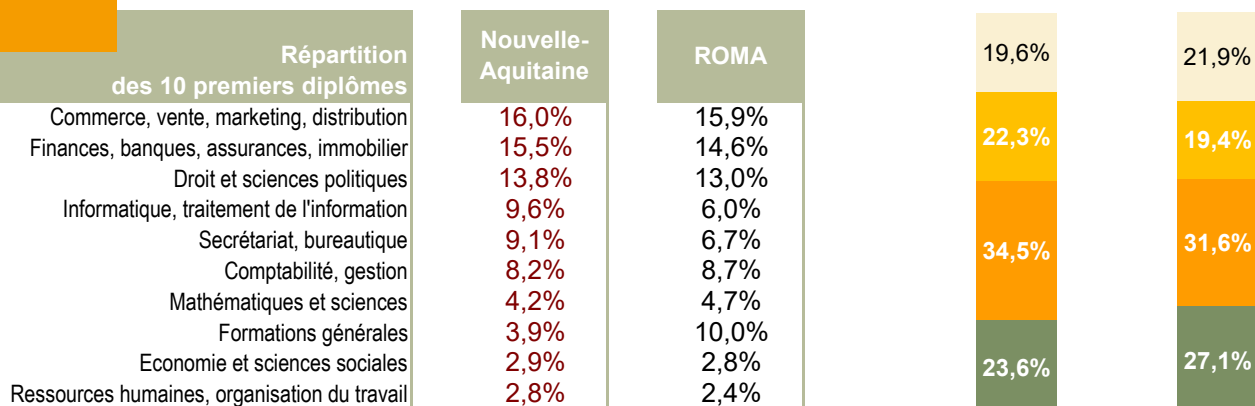 Répartition
des 10 premiers diplômes
Nouvelle-
Aquitaine
ROMA
Commerce, vente, marketing, distribution 16,0% 15,9%
Finances, banques, assurances, immobilier 15,5% 14,6%
Droit et sciences politiques 13,8% 13,0%
Informatique, traitement de l'information 9,6% 6,0%
Secrétariat, bureautique 9,1% 6,7%
Comptabilité, gestion 8,2% 8,7%
Mathématiques et sciences 4,2% 4,7%
Formations générales 3,9% 10,0%
Economie et sciences sociales 2,9% 2,8%
Ressources humaines, organisation du travail 2,8% 2,4%
19,6% 21,9%
22,3% 19,4%
34,5% 31,6%
23,6% 27,1%